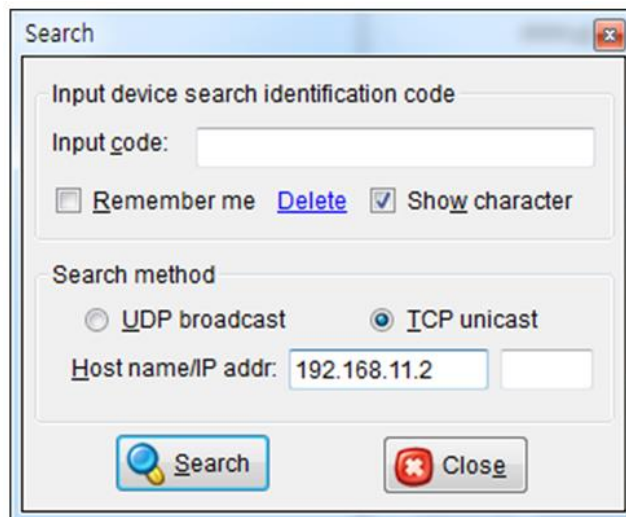 Search
Input device search identification code
Input code:
Remember me Delete Show character
Search method
UDP broadcast TCP unicast
Host name/IP addr: 192.168.11.2
Search Close